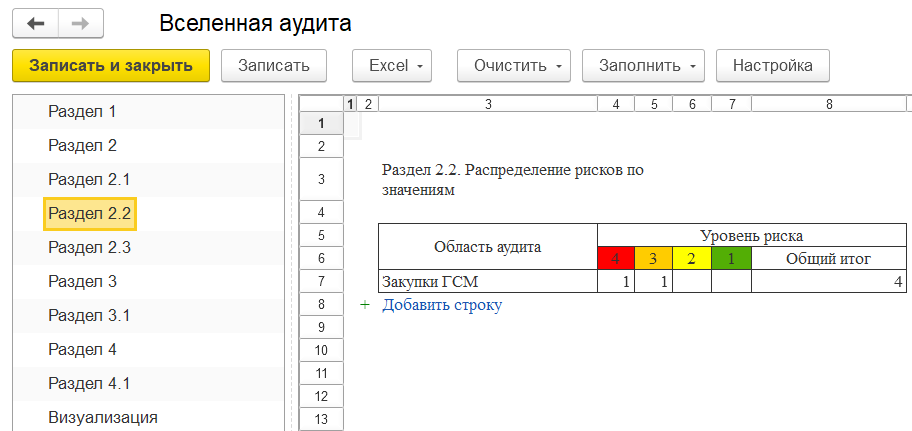 Вселенная аудита
Записать и закрыть
Записать
Excel
Очистить
Заполнить
Настройка
Раздел 1
Раздел 2
Раздел 2.1
Раздел 2.2
Раздел 2.3
Раздел 3
Раздел 3.1
Раздел 4
Раздел 4.1
Визуализация
1 2 3 4 5 6 7 8
1
2
3 Раздел 2.2. Распределение рисков по
значениям
4
5 Область аудита Уровень риска
6 4 3 2 1 Общий итог
7 Закупки ГСМ 1 1 4
8 + Добавить строку
9
10
11
12
13